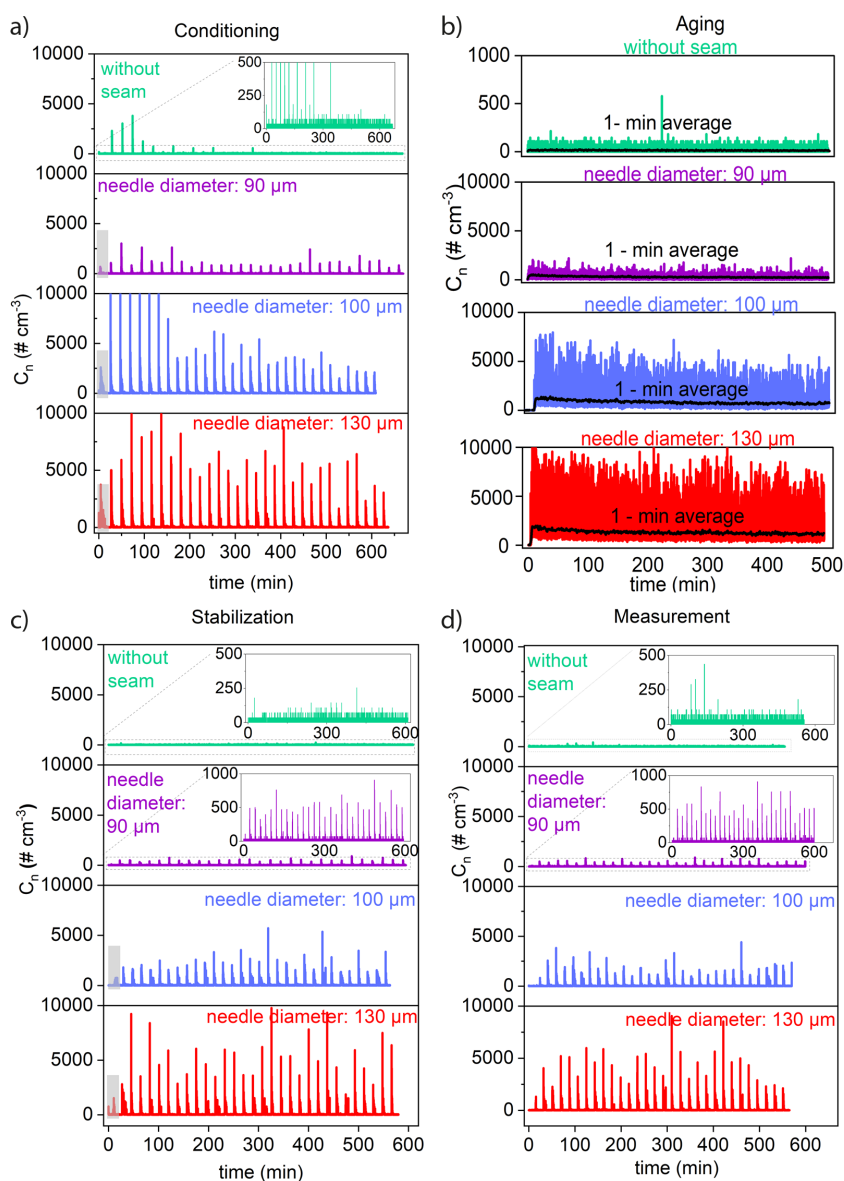 a)
Conditioning
10000
without
seam
5000
0
500
250
0
0
300
600
needle diameter: 90 µm
10000
5000
0
needle diameter: 100 µm
10000
5000
0
needle diameter: 130 µm
10000
5000
0
Cn (# cm-3)
0 100 200 300 400 500 600
time (min)
b)
Aging
without seam
1000
500
0
1- min average
needle diameter: 90 µm
10000
5000
0
1 - min average
needle diameter: 100 µm
10000
5000
0
1 - min average
needle diameter: 130 µm
10000
5000
0
1 - min average
Cn (# cm-3)
0 100 200 300 400 500
time (min)
c)
Stabilization
10000
without
seam
5000
0
500
250
0
0 300 600
10000
needle
diameter:
90 µm
5000
0
1000
500
0
0 300 600
10000
needle diameter: 100 µm
5000
0
10000
needle diameter: 130 µm
5000
0
Cn (# cm-3)
0 100 200 300 400 500 600
time (min)
d)
Measurement
10000
without
seam
5000
0
500
250
0
0 300 600
10000
needle
diameter:
90 µm
5000
0
1000
500
0
0 300 600
10000
needle diameter: 100 µm
5000
0
10000
needle diameter: 130 µm
5000
0
Cn (# cm-3)
0 100 200 300 400 500 600
time (min)